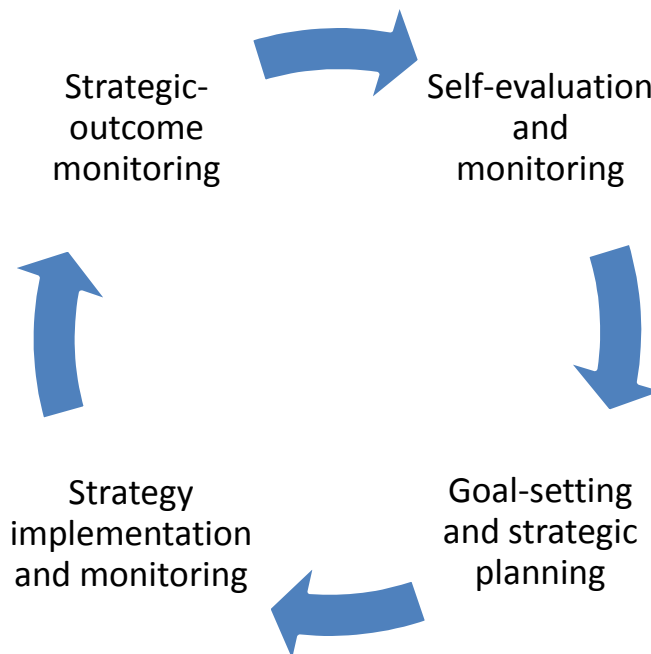 Strategic-
outcome
monitoring
Self-evaluation
and
monitoring
Goal-setting
and strategic
planning
Strategy
implementation
and monitoring